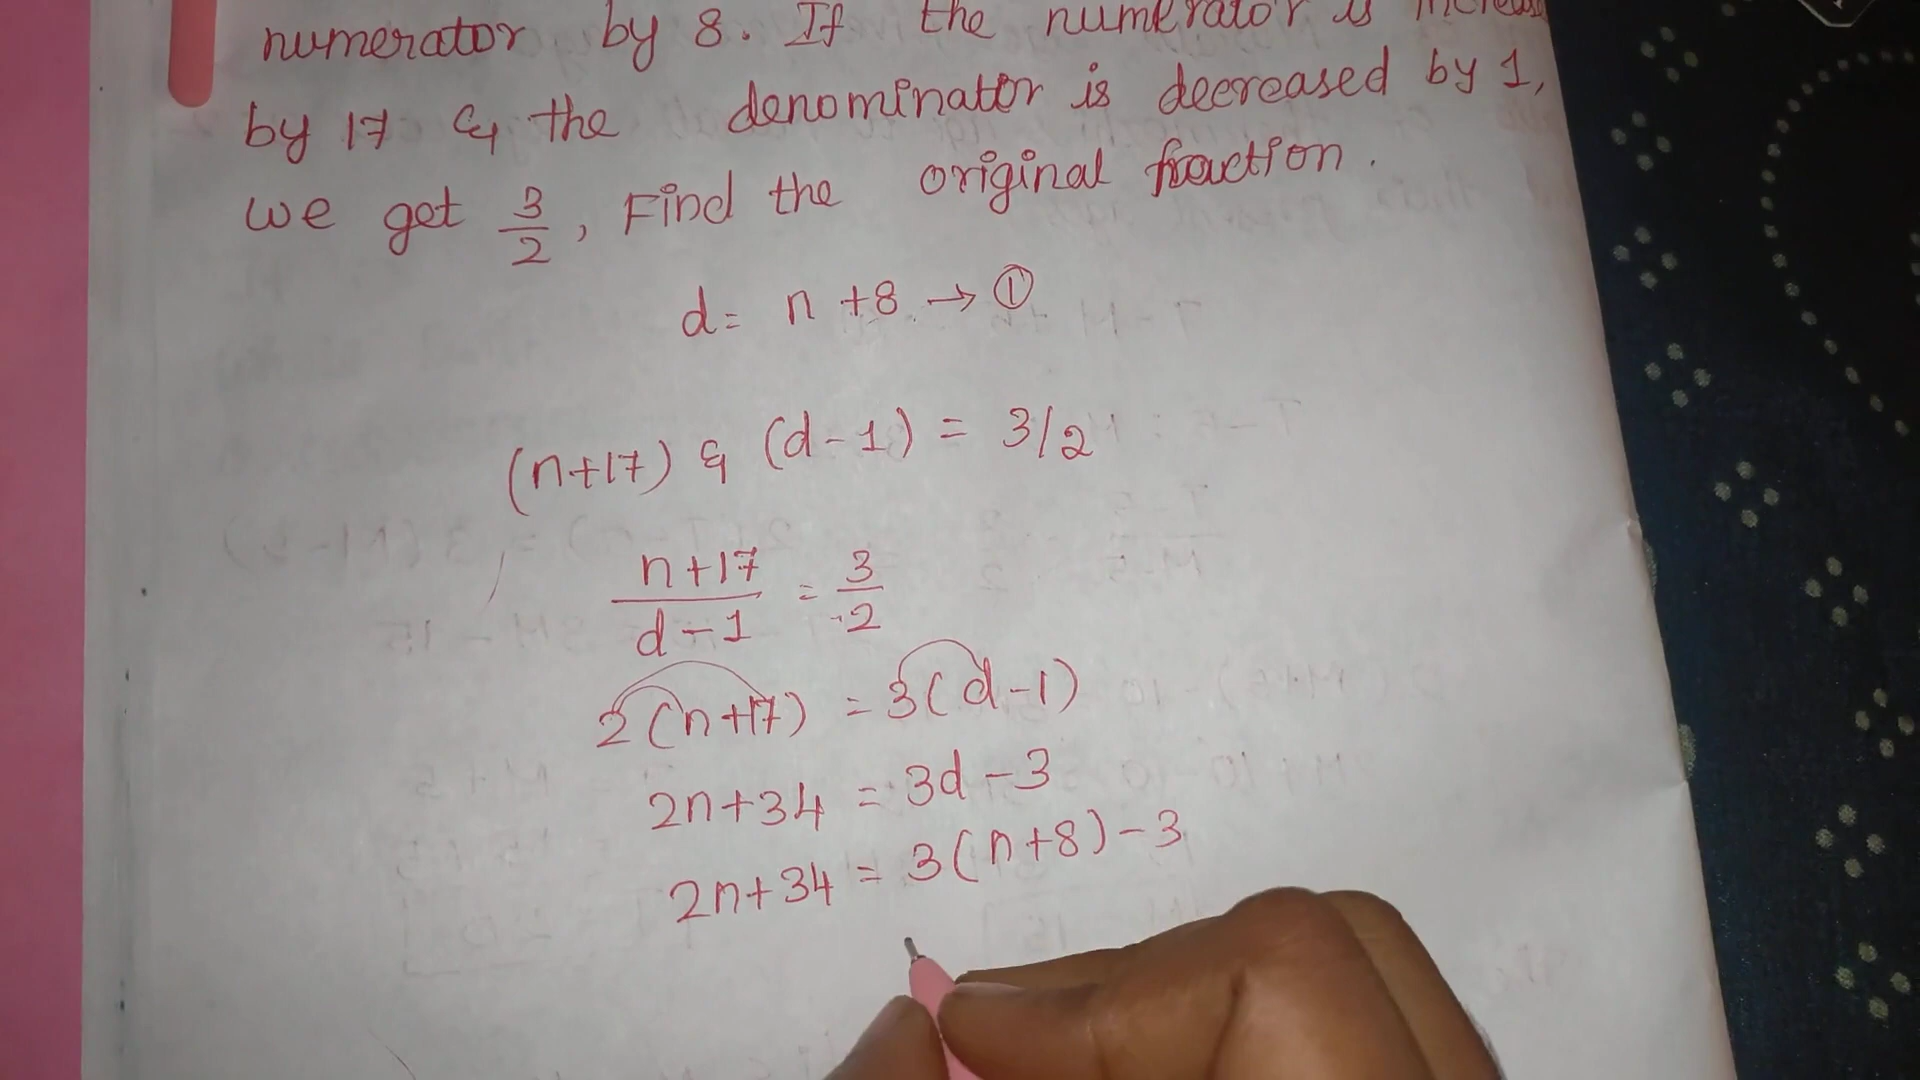 numerator by 8. If the numerator is
by 17 & the denominator is decreased by 1,
we get 3/2, Find the original fraction.
d = n +8 → ①
(n+17) & (d-1) = 3/2
n+17/d-1 = 3/2
2(n+17) = 3(d-1)
2n+34 = 3d-3
2n+34 = 3(n+8)-3